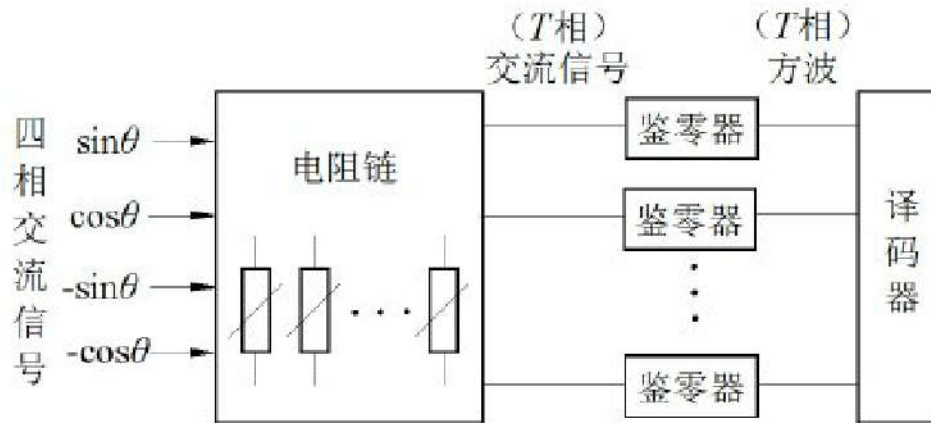 (T相)
交流信号
(T相)
方波
四相交流信号
sinθ
cosθ
-sinθ
-cosθ
电阻链
鉴零器
鉴零器
鉴零器
译码器